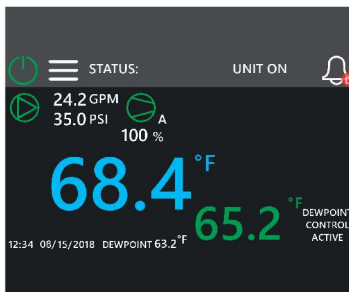 STATUS: UNIT ON
24.2 GPM
35.0 PSI
A
100 %
68.4 °F
65.2 °F
DEWPOINT
CONTROL
ACTIVE
12:34 08/15/2018 DEWPOINT 63.2°F